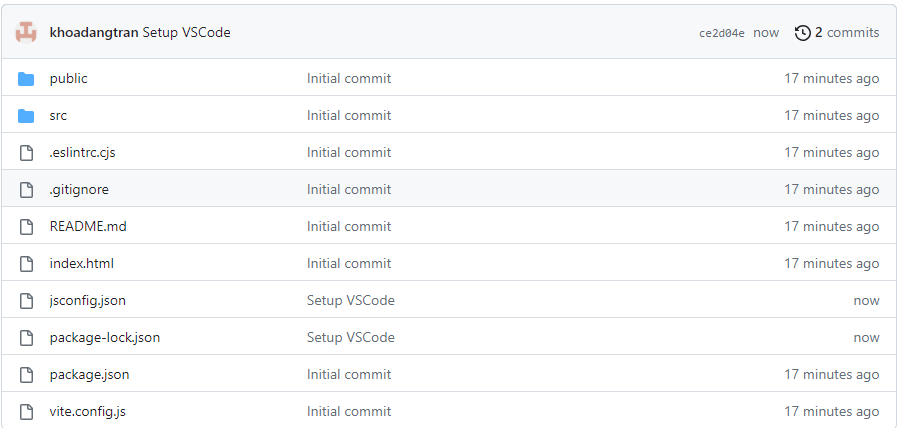 khoadangtran Setup VSCode ce2d04e now 2 commits
public Initial commit 17 minutes ago
src Initial commit 17 minutes ago
.eslintrc.cjs Initial commit 17 minutes ago
.gitignore Initial commit 17 minutes ago
README.md Initial commit 17 minutes ago
index.html Initial commit 17 minutes ago
jsconfig.json Setup VSCode now
package-lock.json Setup VSCode now
package.json Initial commit 17 minutes ago
vite.config.js Initial commit 17 minutes ago